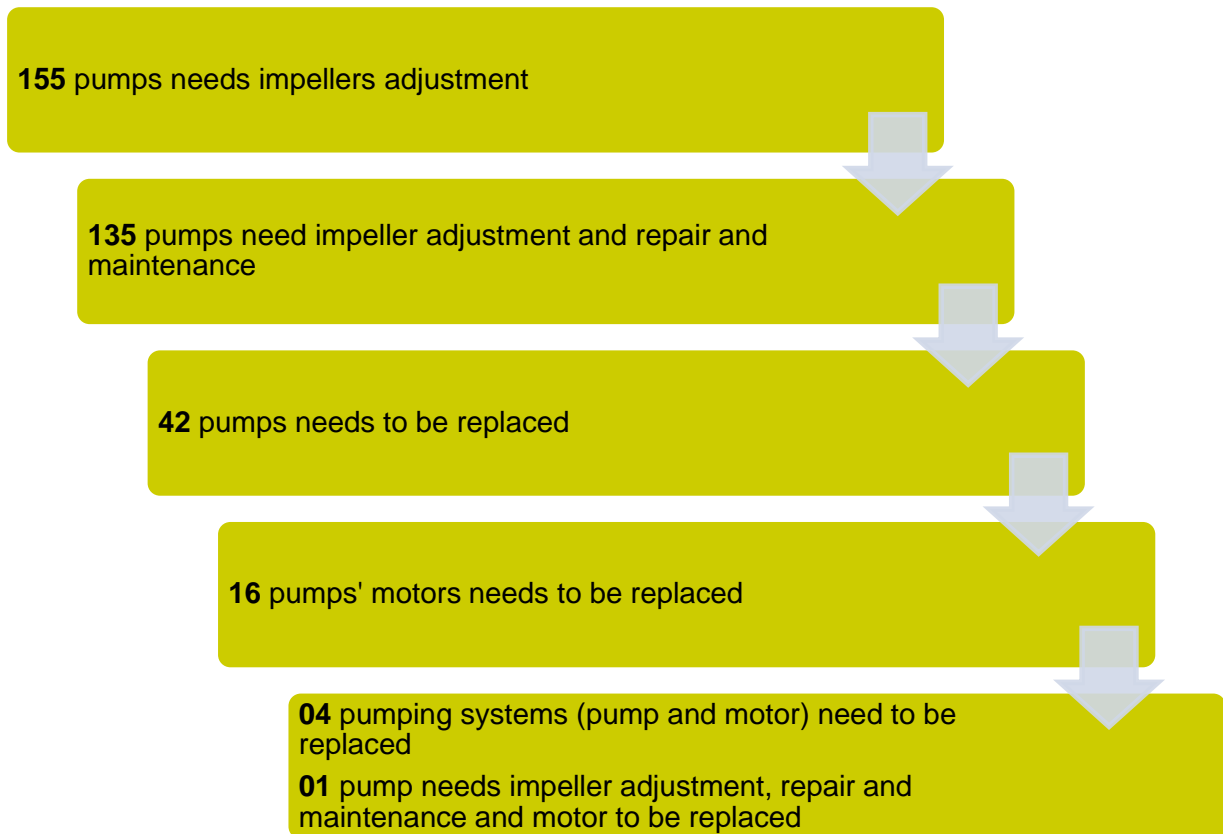 155 pumps needs impellers adjustment
135 pumps need impeller adjustment and repair and
maintenance
42 pumps needs to be replaced
16 pumps' motors needs to be replaced
04 pumping systems (pump and motor) need to be
replaced
01 pump needs impeller adjustment, repair and
maintenance and motor to be replaced